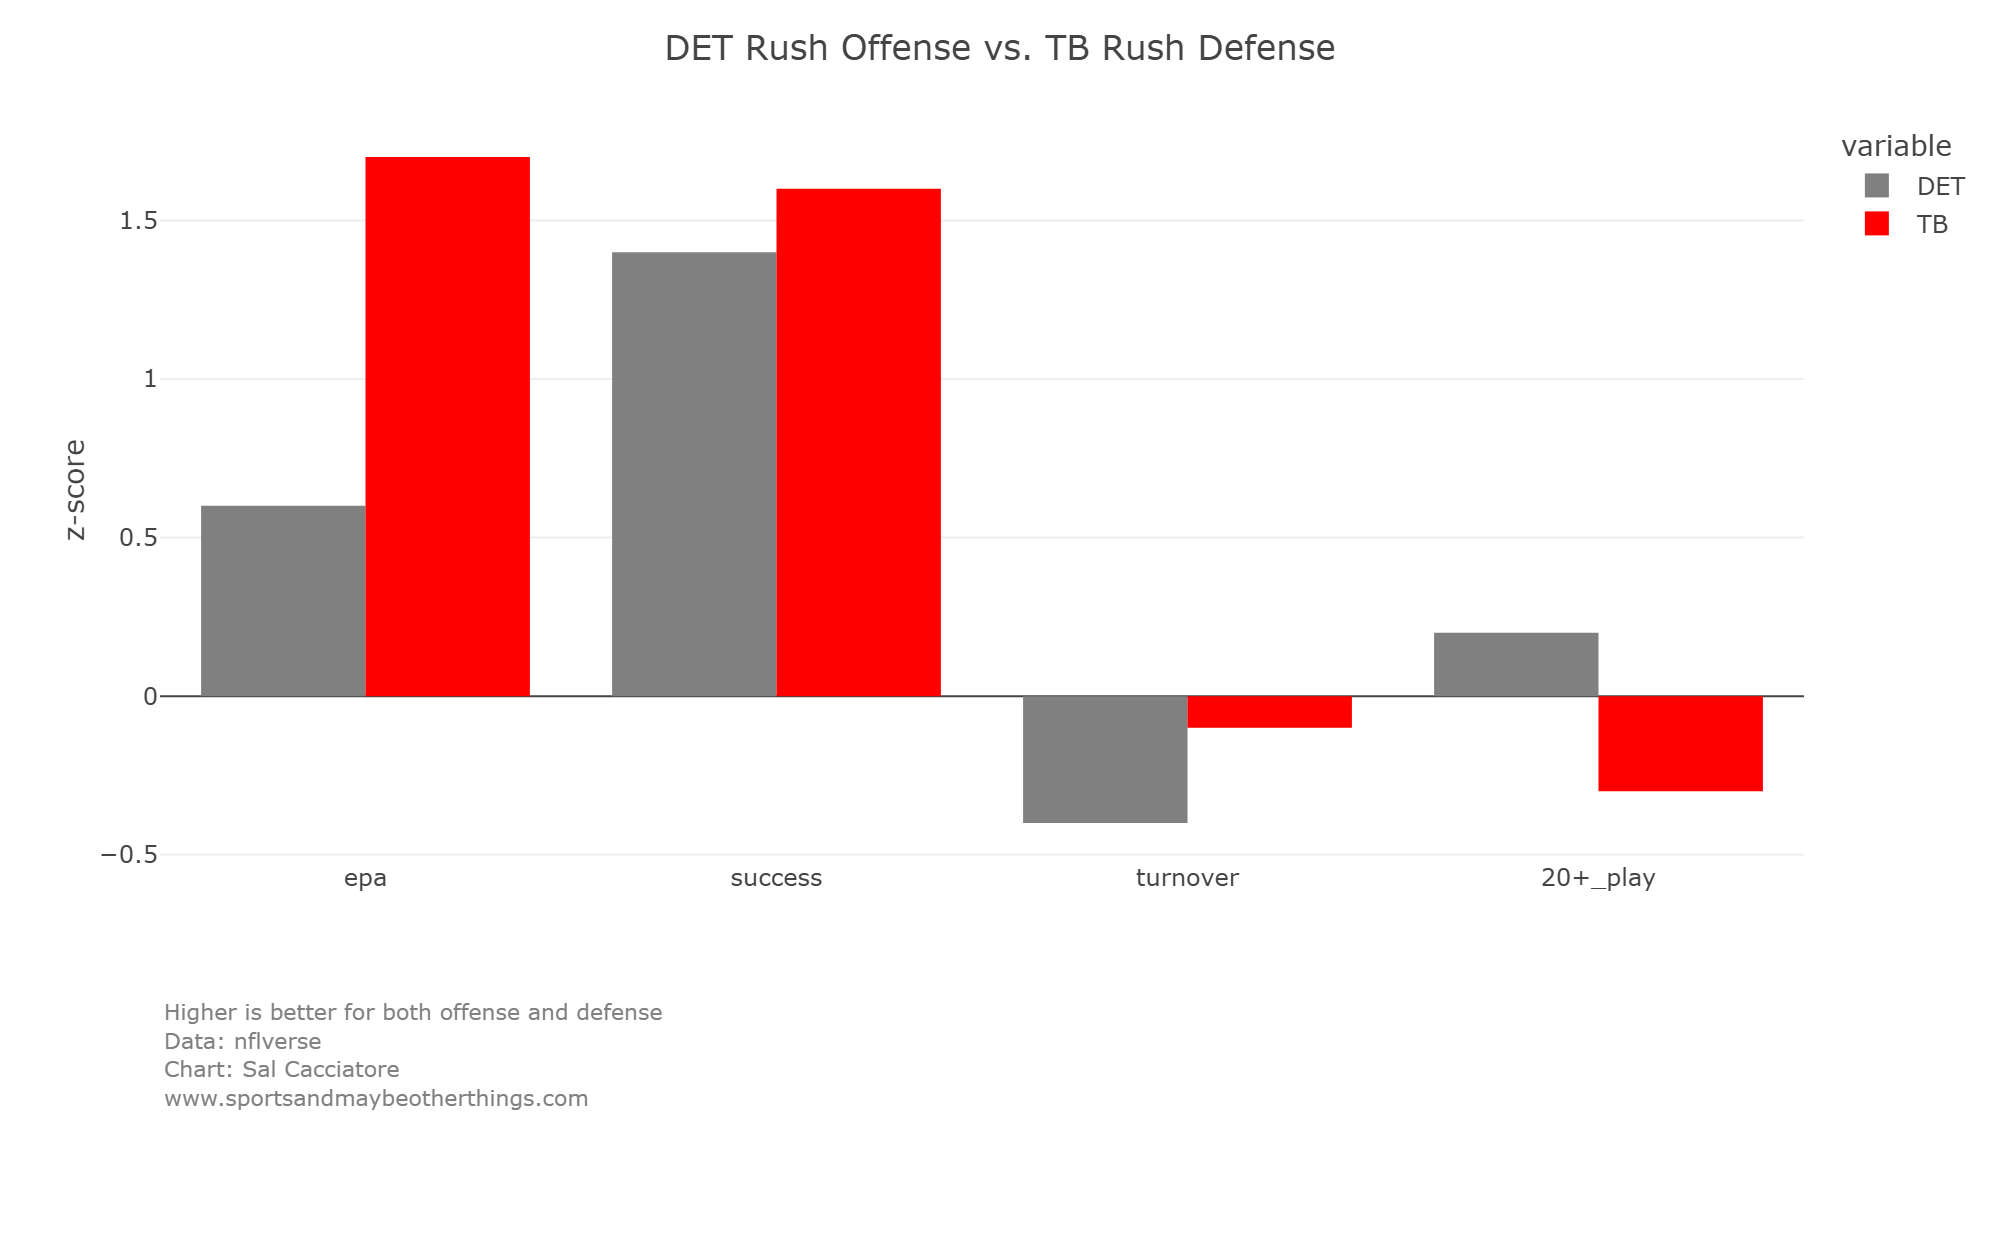 DET Rush Offense vs. TB Rush Defense
variable
DET
TB
1.5
1
0.5
0
−0.5
z-score
epa
success
turnover
20+_play
Higher is better for both offense and defense
Data: nflverse
Chart: Sal Cacciatore
www.sportsandmaybeotherthings.com